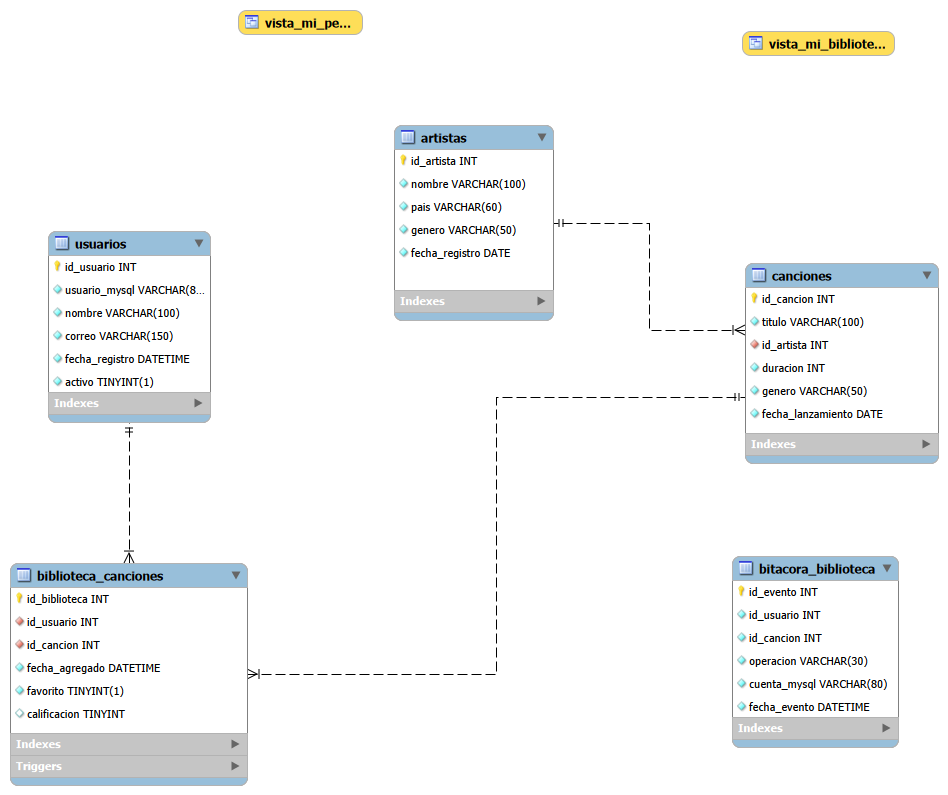 vista_mi_pe...
vista_mi_bibliote...
artistas
id_artista INT
nombre VARCHAR(100)
pais VARCHAR(60)
genero VARCHAR(50)
fecha_registro DATE
Indexes
usuarios
id_usuario INT
usuario_mysql VARCHAR(8...
nombre VARCHAR(100)
correo VARCHAR(150)
fecha_registro DATETIME
activo TINYINT(1)
Indexes
canciones
id_cancion INT
titulo VARCHAR(100)
id_artista INT
duracion INT
genero VARCHAR(50)
fecha_lanzamiento DATE
Indexes
biblioteca_canciones
id_biblioteca INT
id_usuario INT
id_cancion INT
fecha_agregado DATETIME
favorito TINYINT(1)
calificacion TINYINT
Indexes
Triggers
bitacora_biblioteca
id_evento INT
id_usuario INT
id_cancion INT
operacion VARCHAR(30)
cuenta_mysql VARCHAR(80)
fecha_evento DATETIME
Indexes